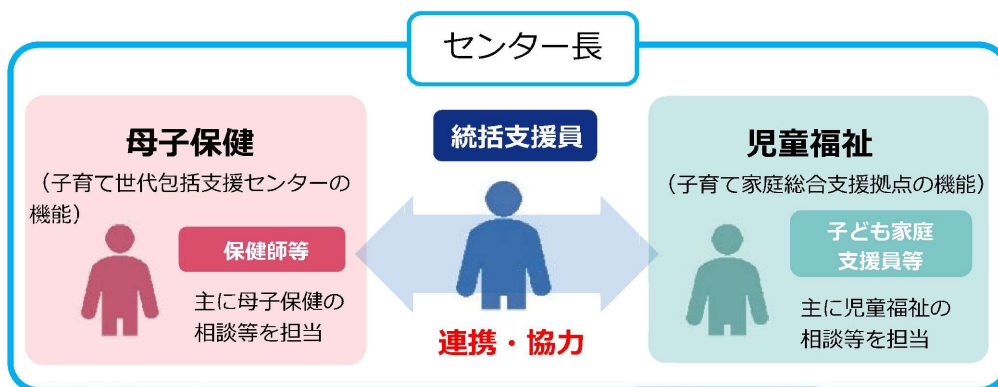 センター長
母子保健
（子育て世代包括支援センターの
機能）
保健師等
主に母子保健の
相談等を担当
統括支援員
連携・協力
児童福祉
（子育て家庭総合支援拠点の機能）
子ども家庭
支援員等
主に児童福祉の
相談等を担当